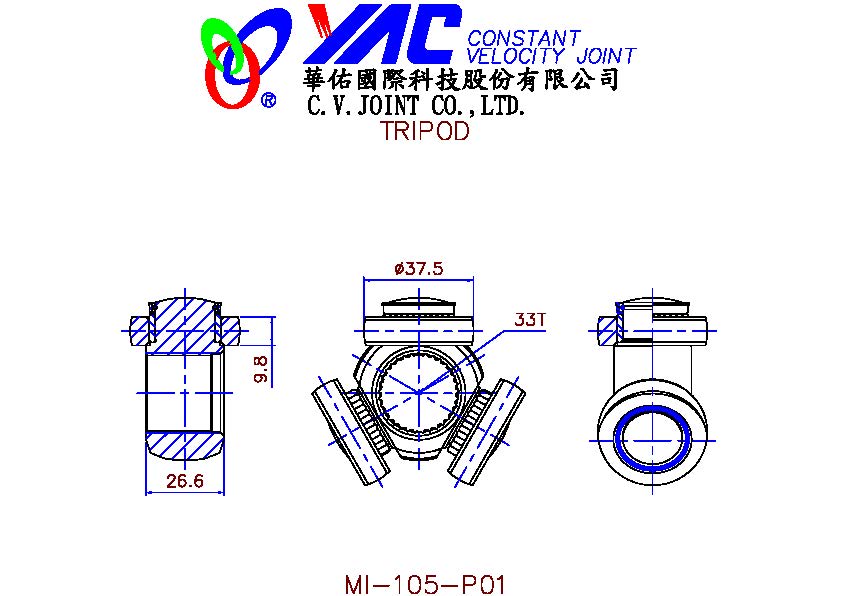 YAC CONSTANT
VELOCITY JOINT
®
華佑國際科技股份有限公司
C.V.JOINT CO.,LTD.
TRIPOD
ø37.5
33T
9.8
26.6
MI-105-P01